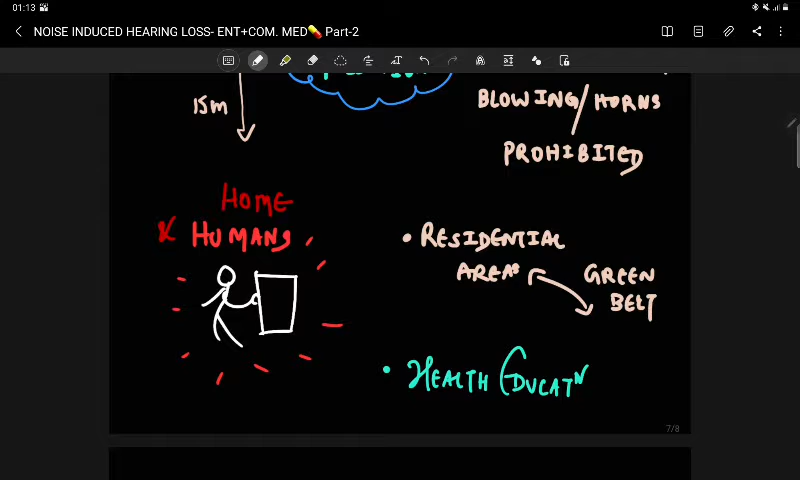 01:13
NOISE INDUCED HEARING LOSS- ENT+COM. MED💊 Part-2
15m
BLOWING / HORNS
PROHIBITED
HOME
& HUMANS
• RESIDENTIAL
AREAS
GREEN
BELT
• HEALTH EDUCATN
7/8